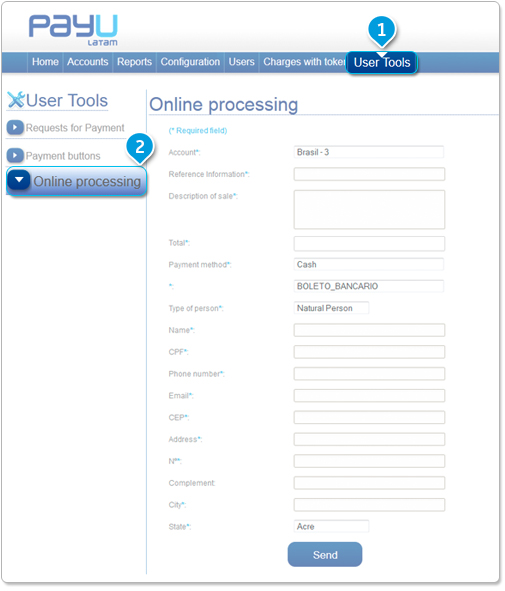 PayU
LATAM
1
Home Accounts Reports Configuration Users Charges with token User Tools
User Tools
Requests for Payment
Payment buttons
2
Online processing
Online processing
(* Required field)
Account*: Brasil - 3
Reference Information*:
Description of sale*:
Total*:
Payment method*: Cash
*: BOLETO_BANCARIO
Type of person*: Natural Person
Name*:
CPF*:
Phone number*:
Email*:
CEP*:
Address*:
N°*:
Complement:
City*:
State*: Acre
Send